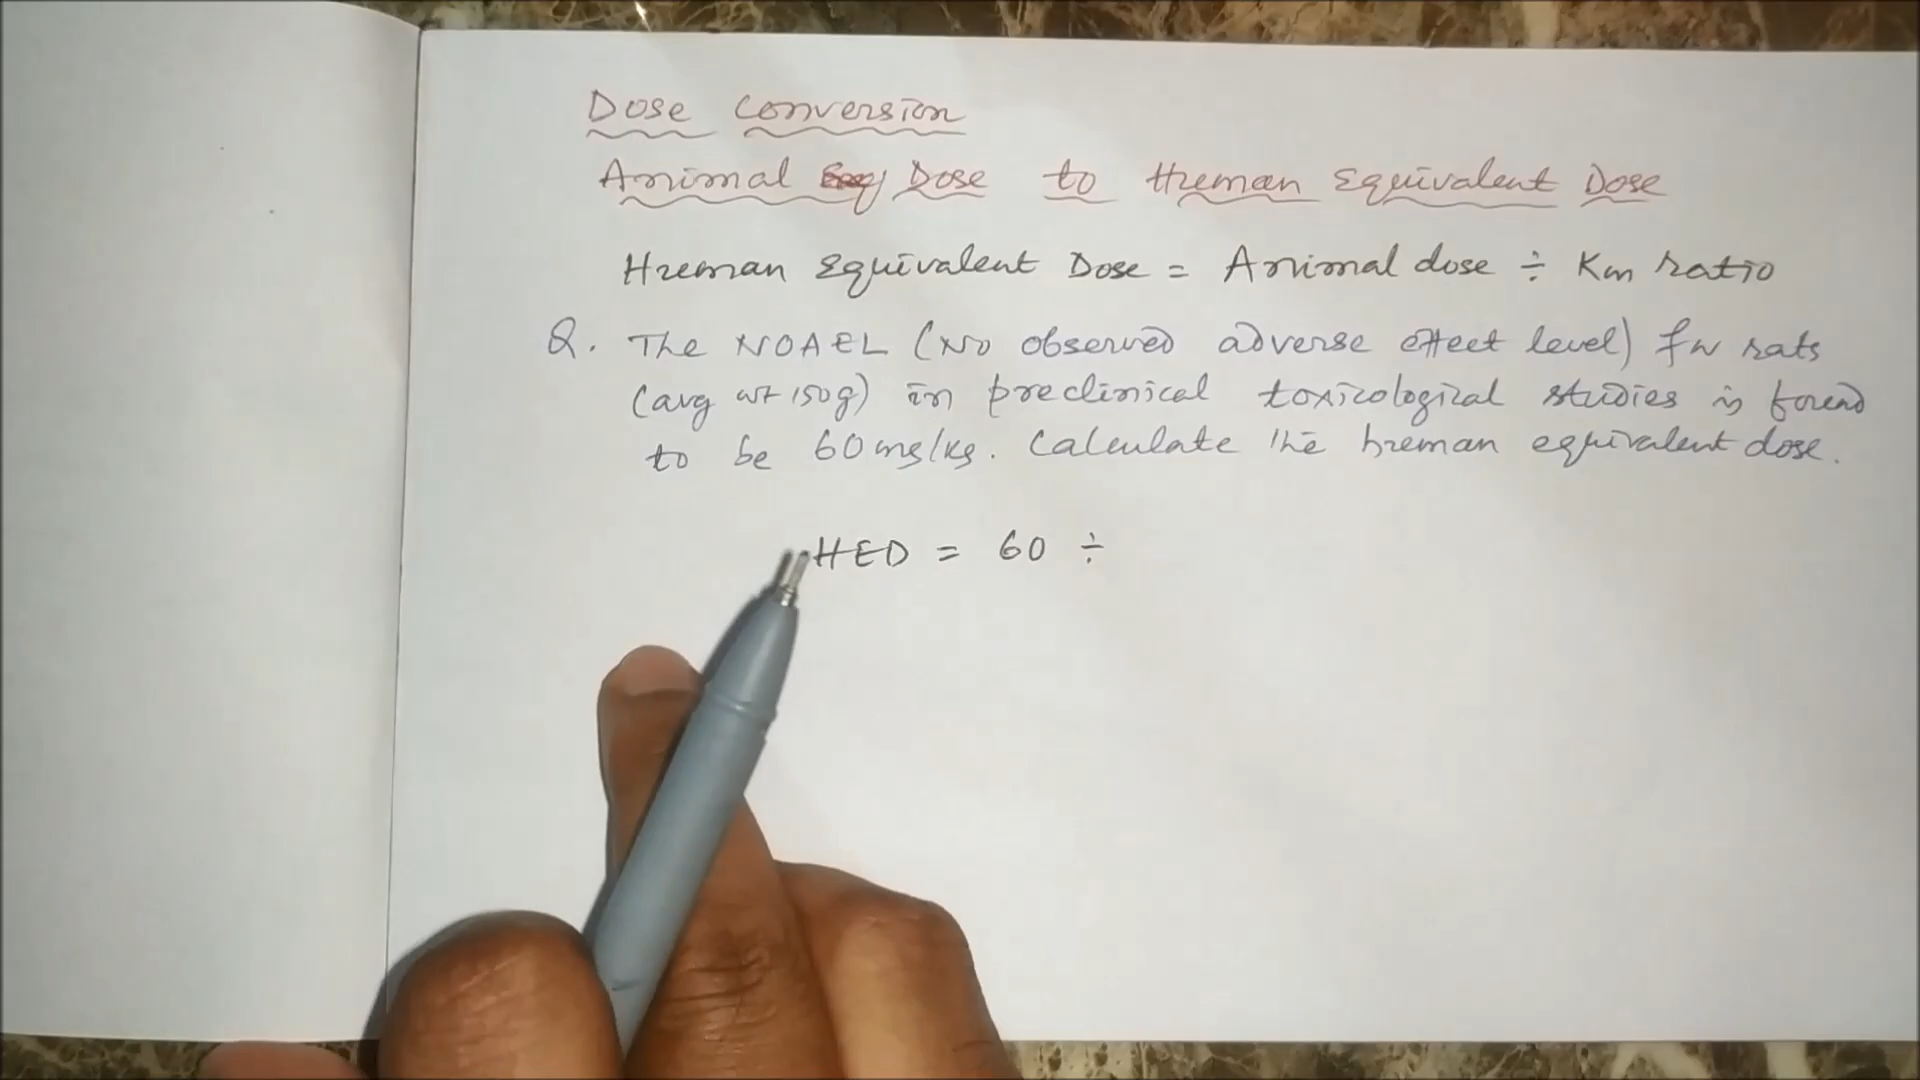 Dose Conversion
Animal Dose to Human Equivalent Dose
Human Equivalent Dose = Animal dose ÷ Km ratio
Q. The NOAEL (No observed adverse effect level) for rats
(avg wt 150g) in preclinical toxicological studies is found
to be 60 mg/kg. Calculate the human equivalent dose.
HED = 60 ÷